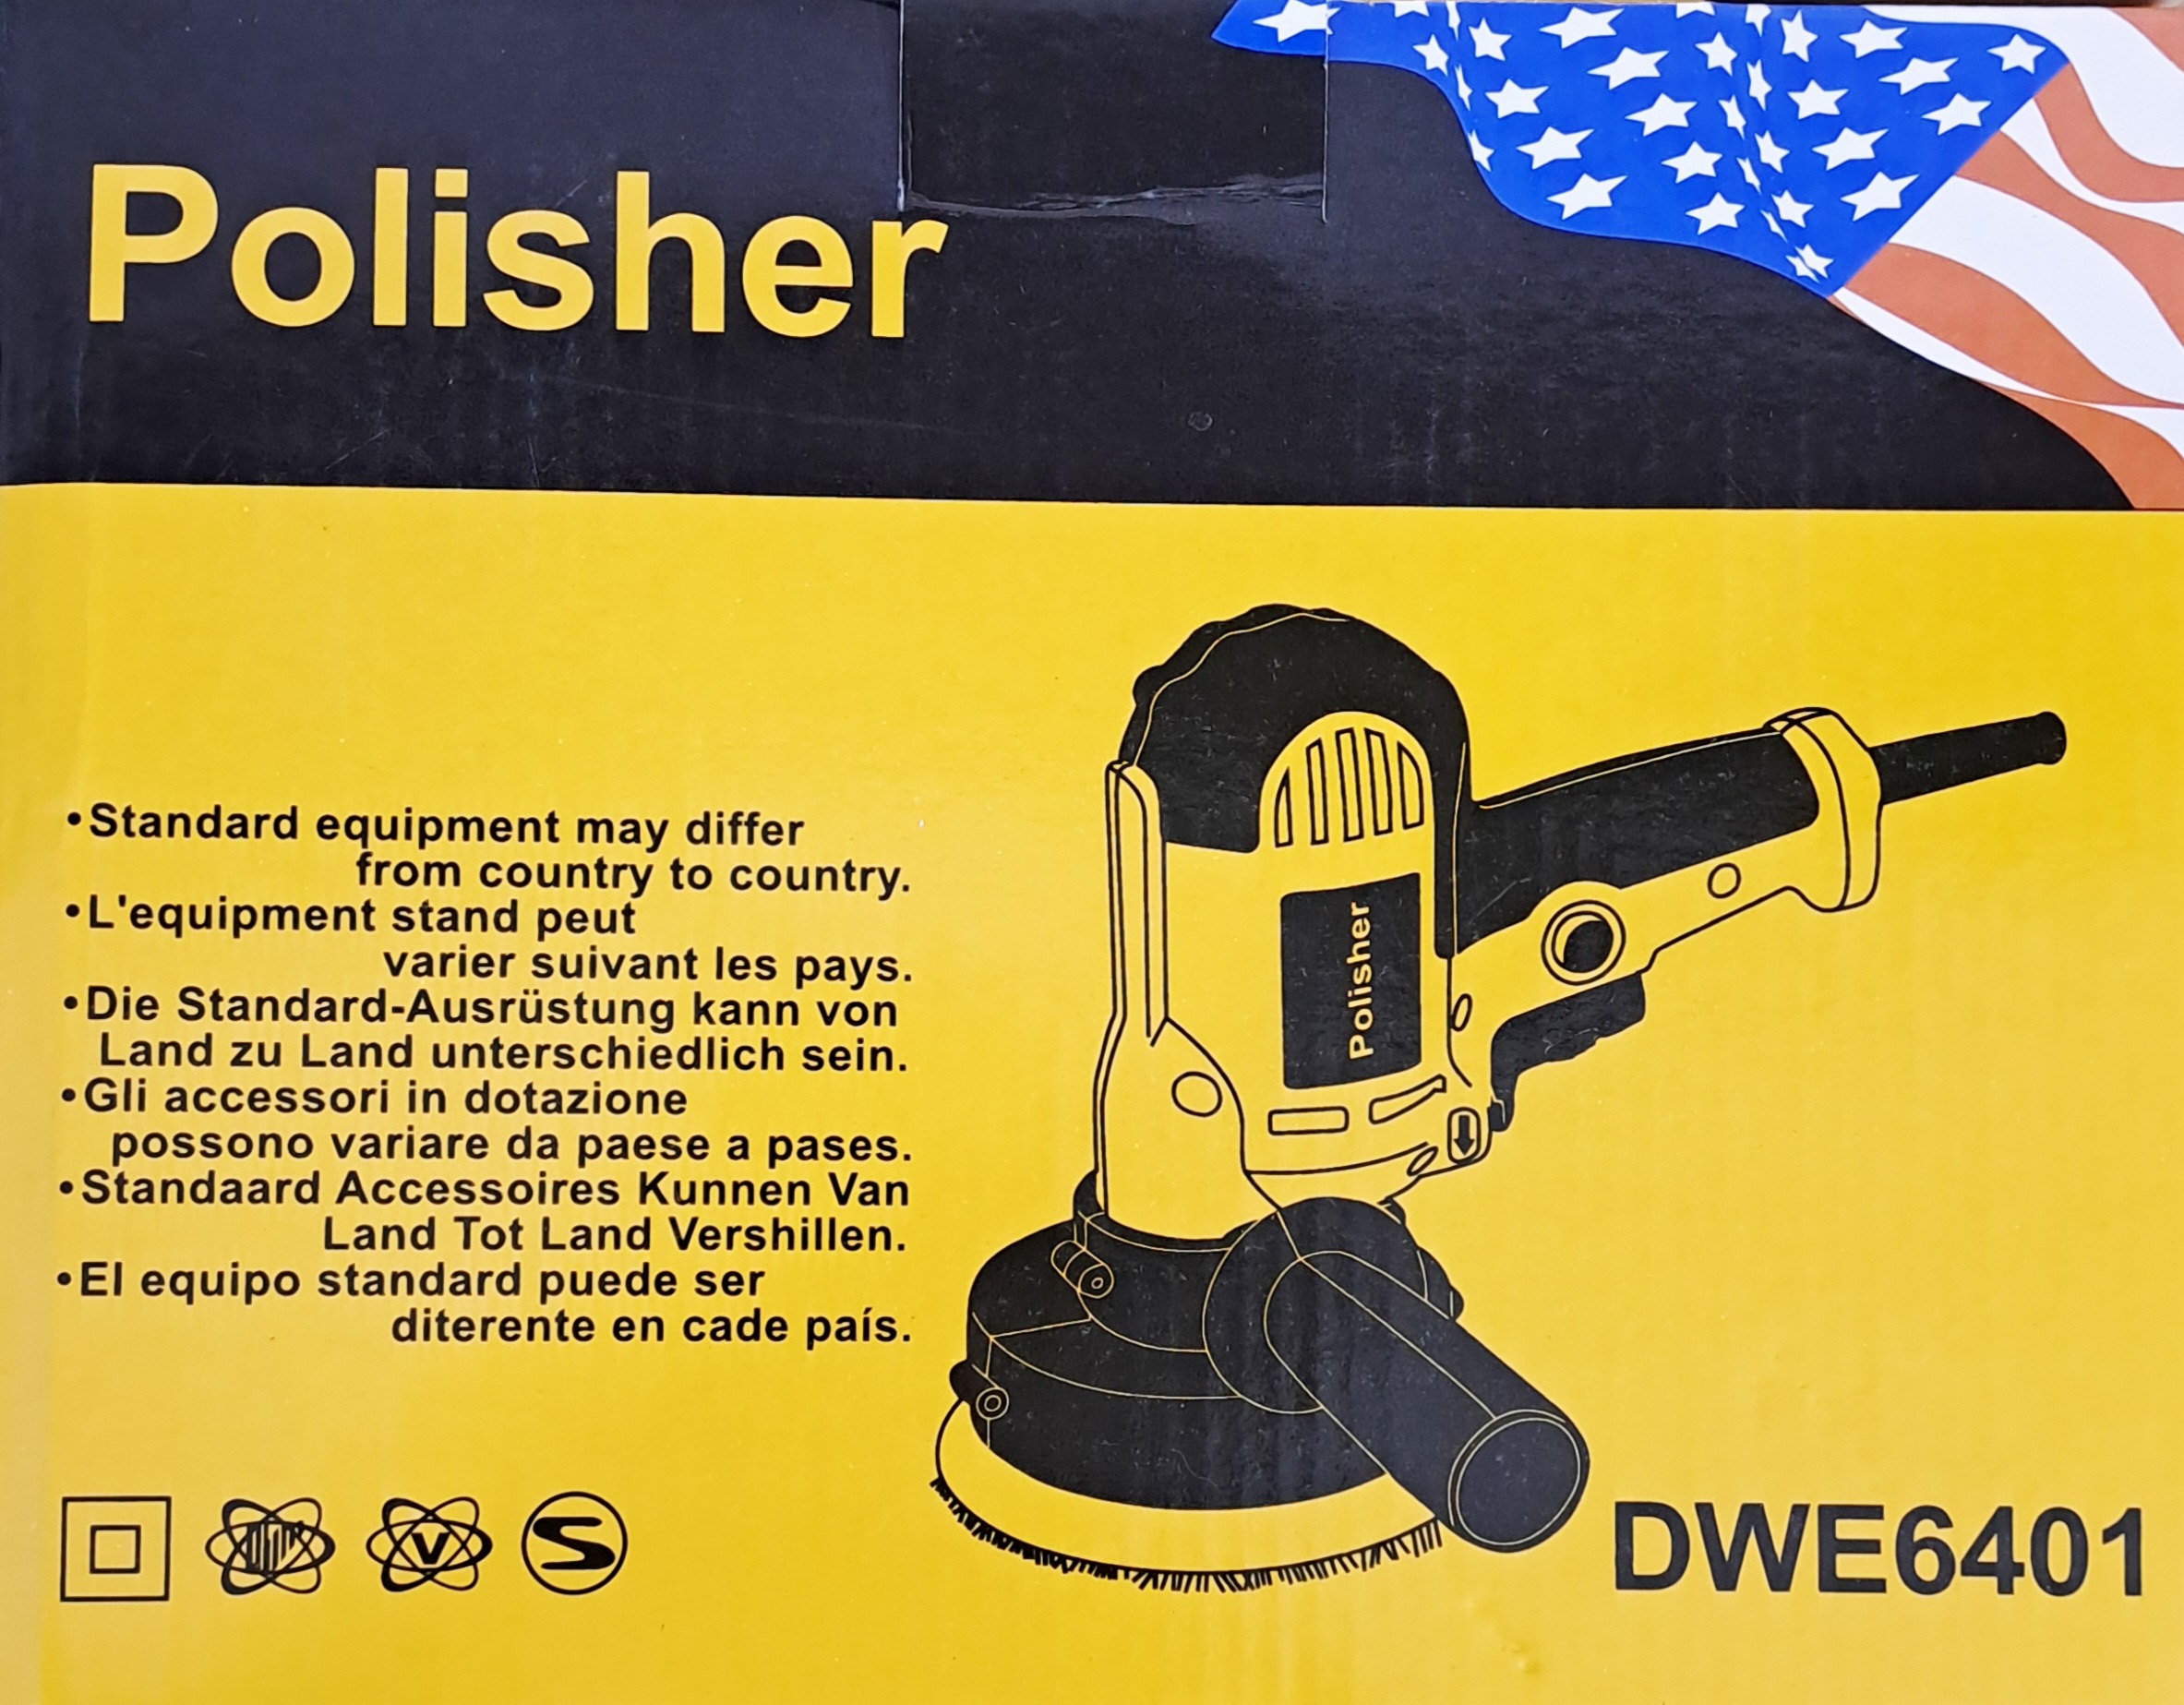 Polisher
•Standard equipment may differ
from country to country.
•L'equipment stand peut
varier suivant les pays.
•Die Standard-Ausrüstung kann von
Land zu Land unterschiedlich sein.
•Gli accessori in dotazione
possono variare da paese a pases.
•Standaard Accessoires Kunnen Van
Land Tot Land Vershillen.
•El equipo standard puede ser
diterente en cade país.
Polisher
V
S
DWE6401